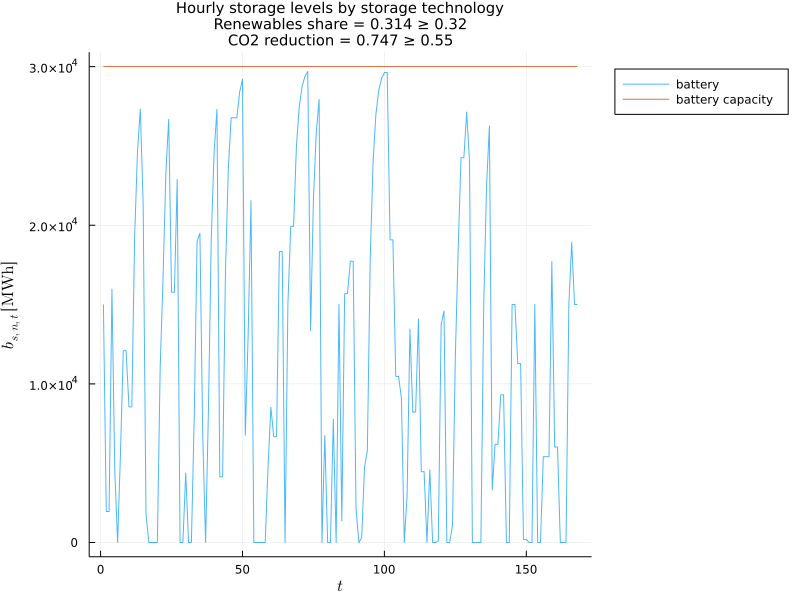 Hourly storage levels by storage technology
Renewables share = 0.314 ≥ 0.32
CO2 reduction = 0.747 ≥ 0.55
3.0×10⁴
2.0×10⁴
1.0×10⁴
0
b_{s, n, t} [MWh]
0 50 100 150
t
battery
battery capacity